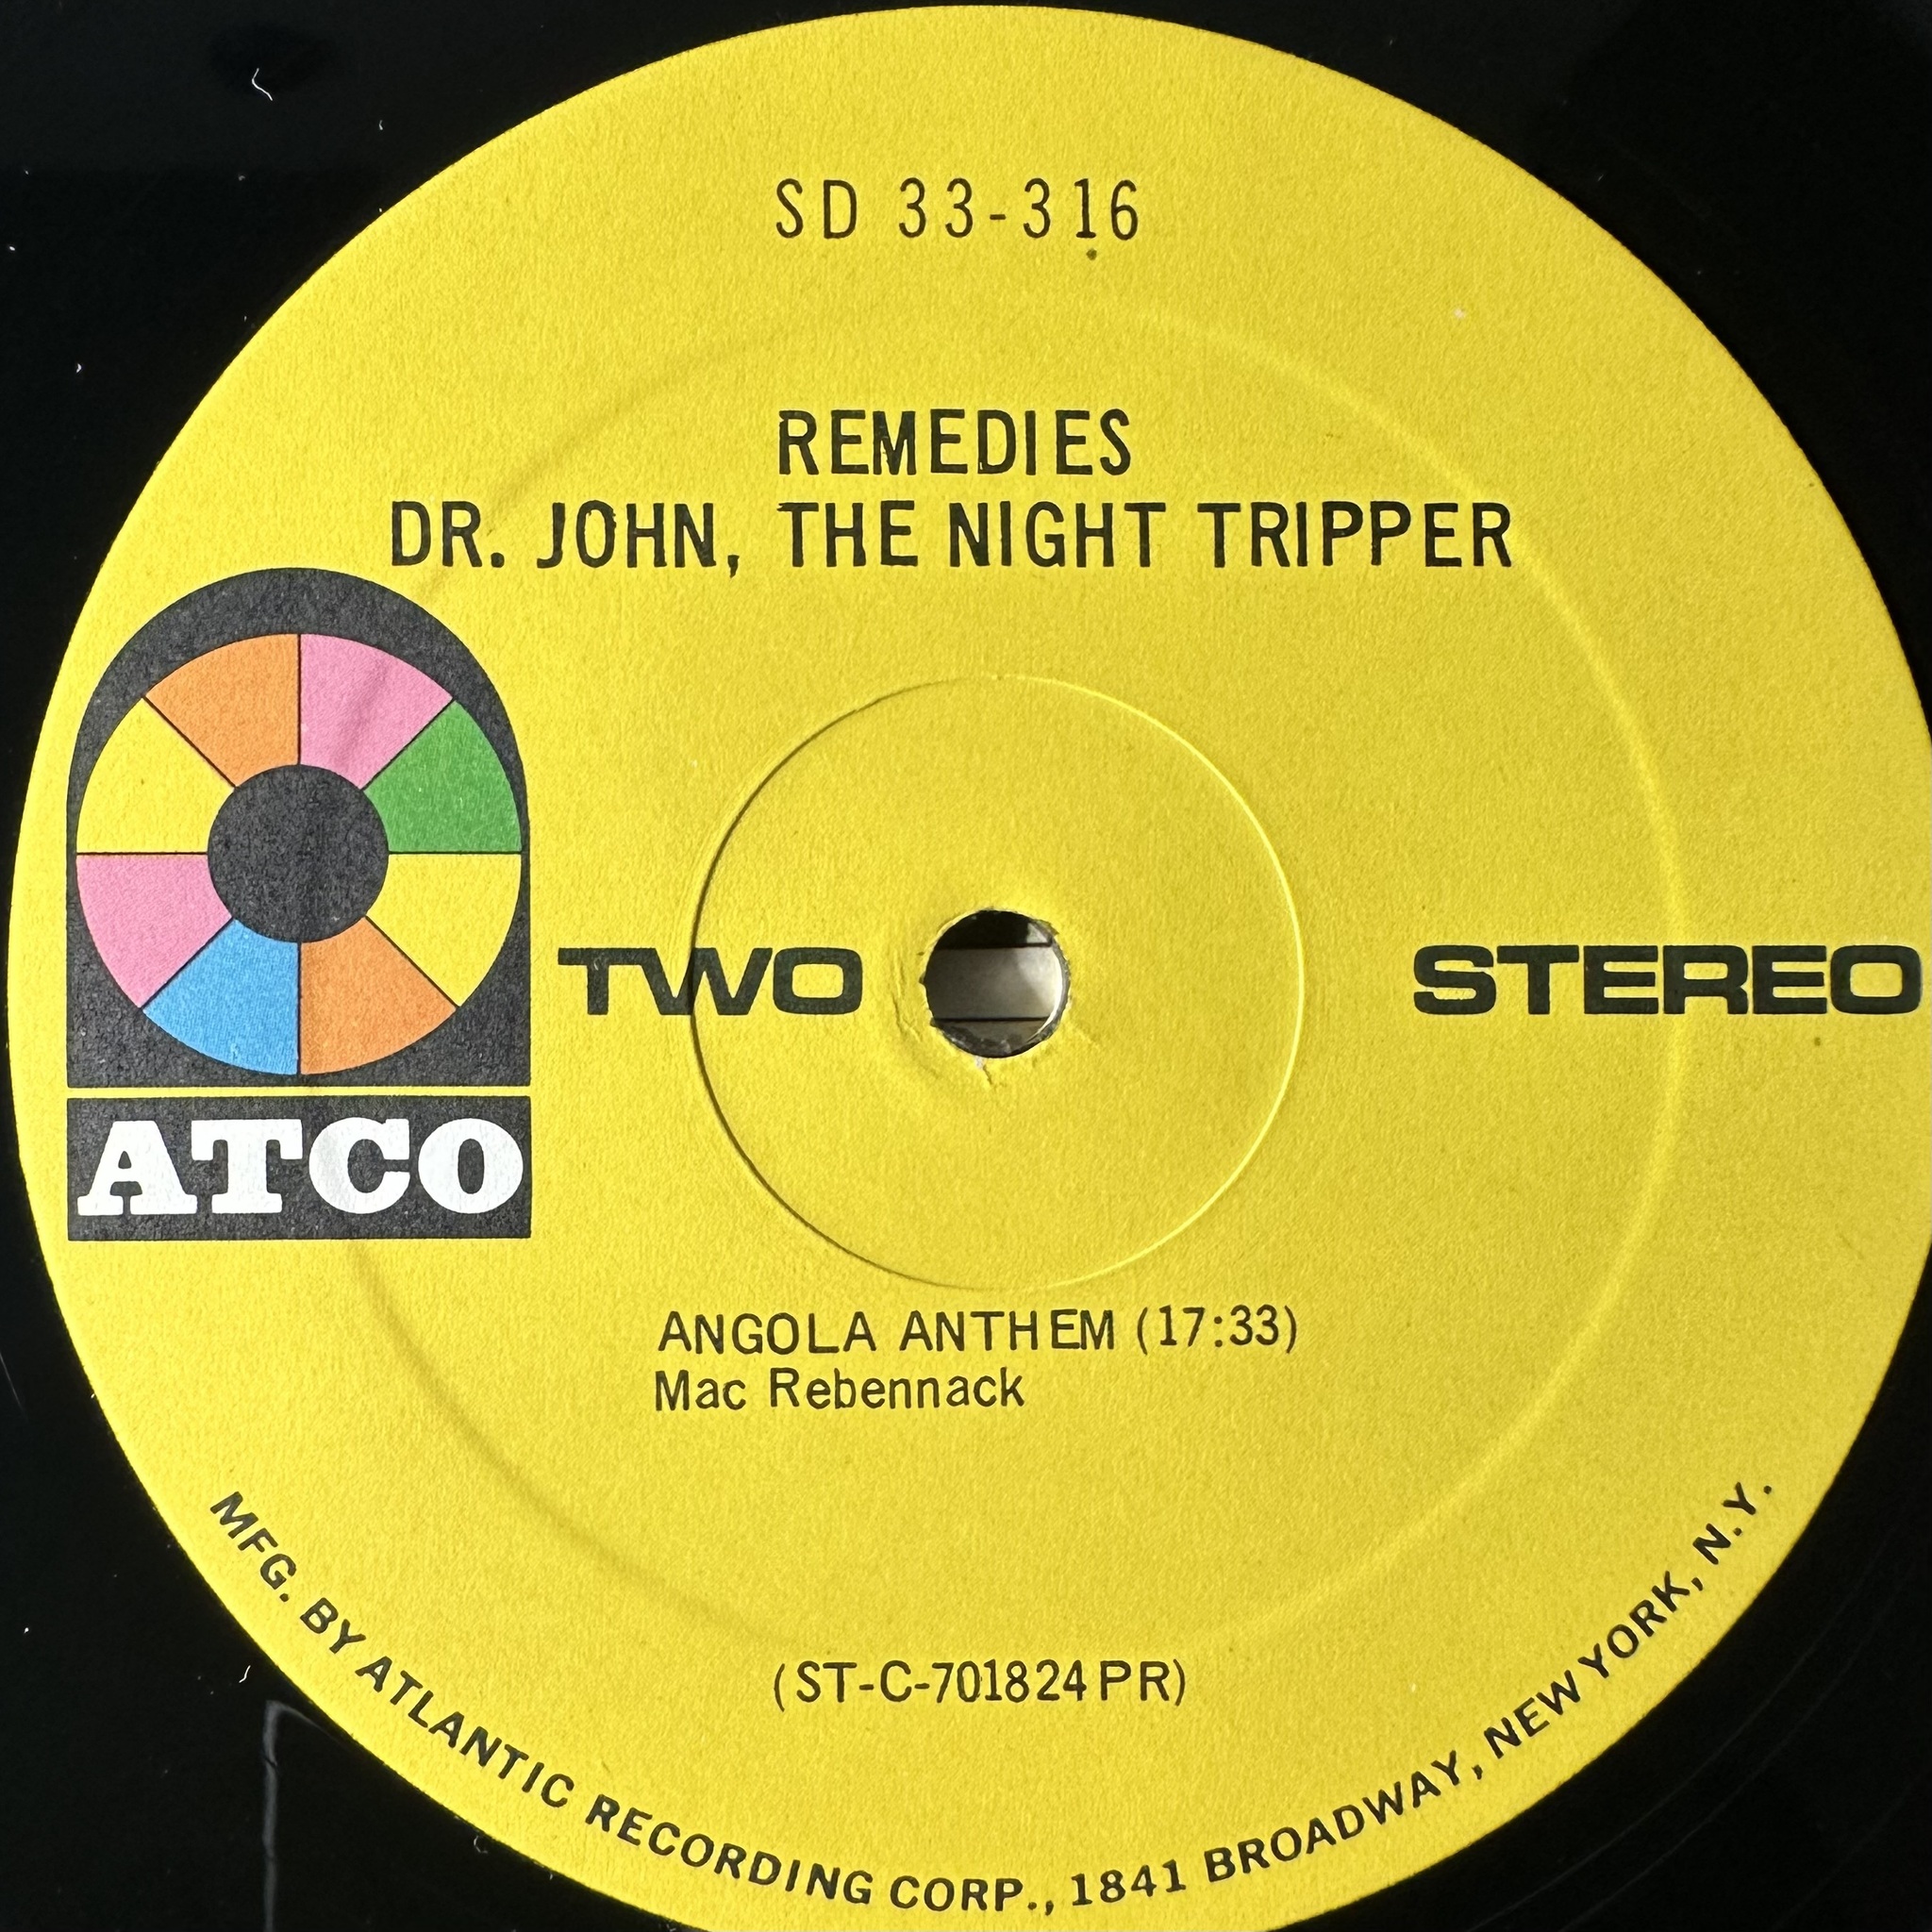 SD 33-316
REMEDIES
DR. JOHN, THE NIGHT TRIPPER
ATCO
TWO
STEREO
ANGOLA ANTHEM (17:33)
Mac Rebennack
(ST-C-701824 PR)
MFG. BY ATLANTIC RECORDING CORP., 1841 BROADWAY, NEW YORK, N.Y.